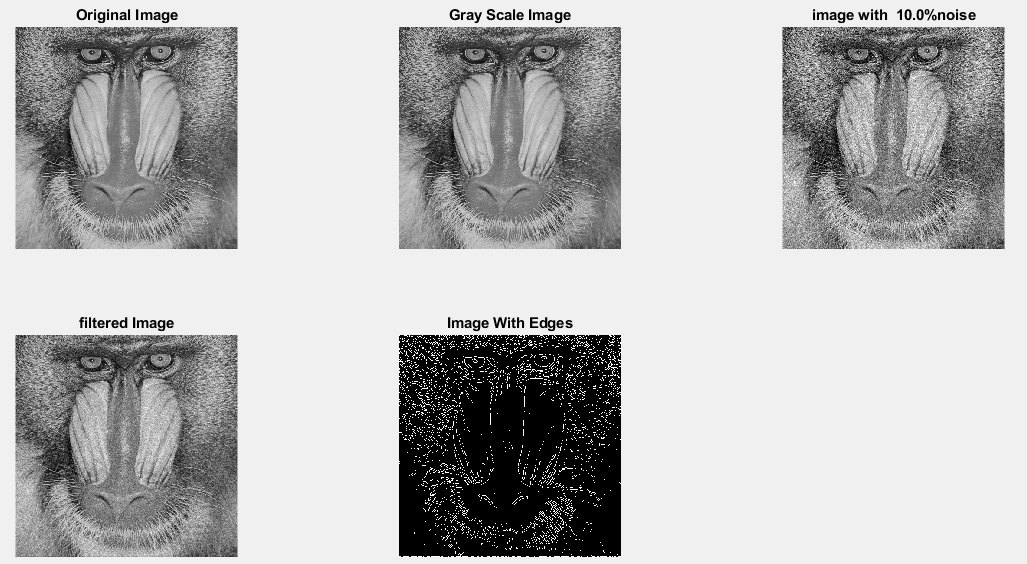 Original Image
Gray Scale Image
image with  10.0%noise
filtered Image
Image With Edges